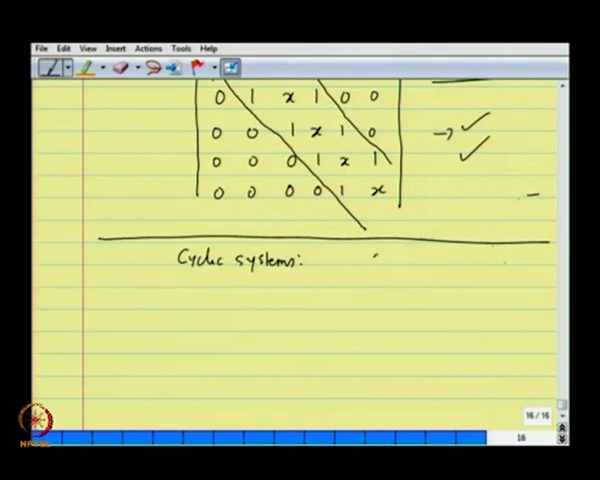 File Edit View Insert Actions Tools Help
0 1 x 1 0 0
0 0 1 x 1 0
0 0 0 1 x 1
0 0 0 0 1 x
Cyclic systems:
16/16
16
NPTEL